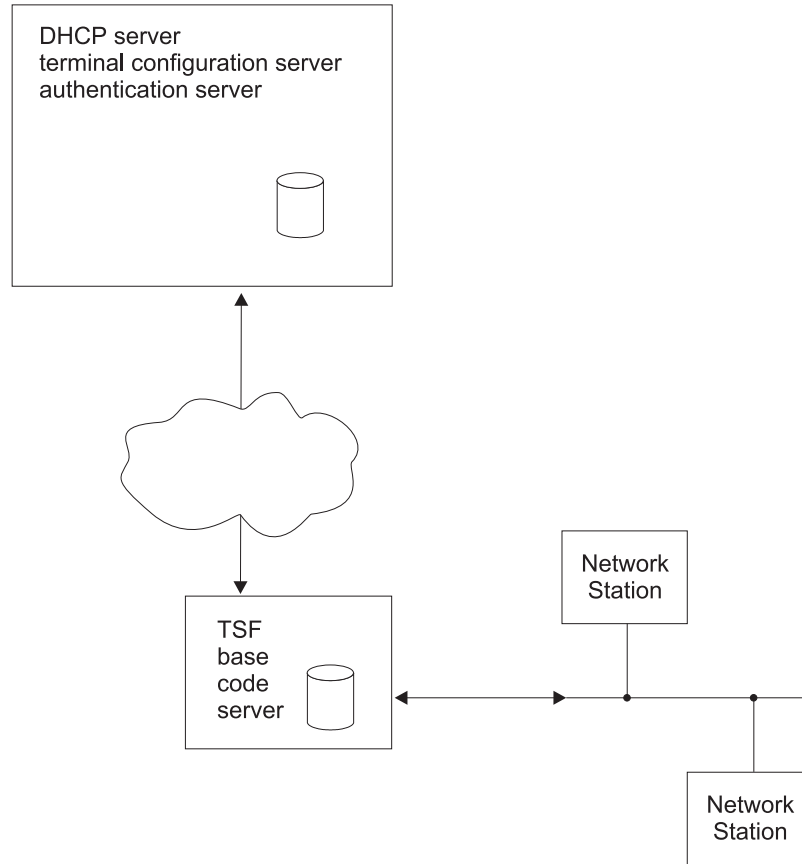 DHCP server
terminal configuration server
authentication server
Network
Station
TSF
base
code
server
Network
Station